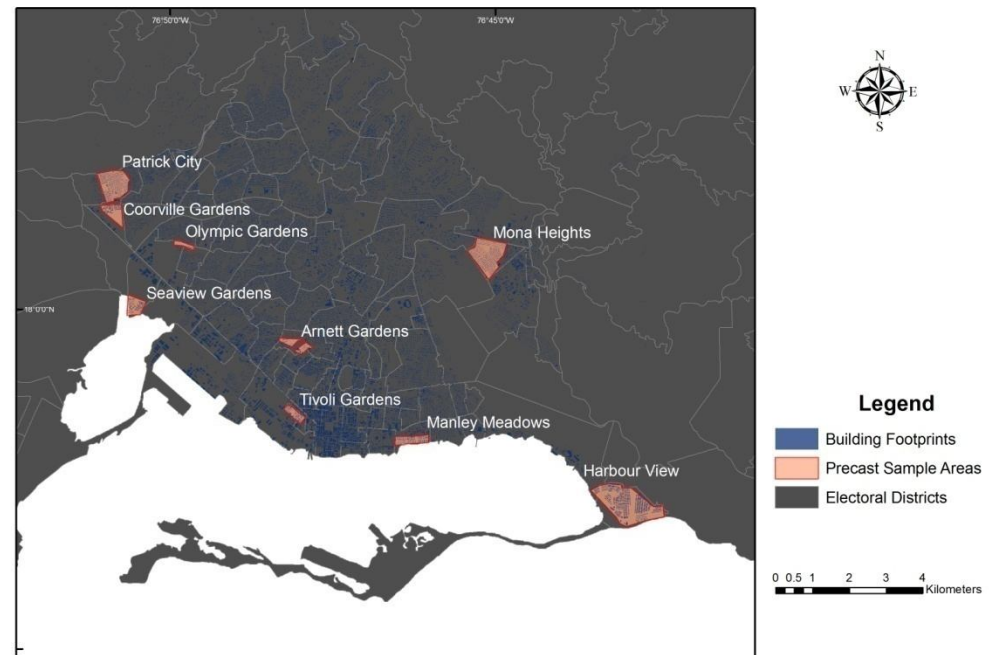 76°50'0"W
76°45'0"W
N
W
E
S
Patrick City
Coorville Gardens
Olympic Gardens
Mona Heights
Seaview Gardens
18°0'0"N
Arnett Gardens
Tivoli Gardens
Manley Meadows
Harbour View
Legend
Building Footprints
Precast Sample Areas
Electoral Districts
0 0.5 1 2 3 4
Kilometers